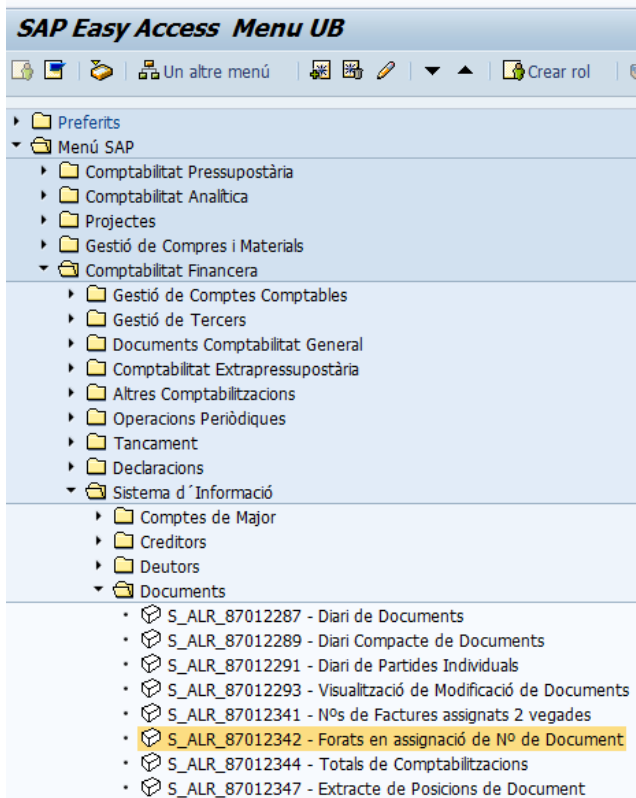 SAP Easy Access Menu UB
Un altre menú Crear rol
Preferits
Menú SAP
Comptabilitat Pressupostària
Comptabilitat Analítica
Projectes
Gestió de Compres i Materials
Comptabilitat Financera
Gestió de Comptes Comptables
Gestió de Tercers
Documents Comptabilitat General
Comptabilitat Extrapressupostària
Altres Comptabilitzacions
Operacions Periòdiques
Tancament
Declaracions
Sistema d´Informació
Comptes de Major
Creditors
Deutors
Documents
S_ALR_87012287 - Diari de Documents
S_ALR_87012289 - Diari Compacte de Documents
S_ALR_87012291 - Diari de Partides Individuals
S_ALR_87012293 - Visualització de Modificació de Documents
S_ALR_87012341 - Nºs de Factures assignats 2 vegades
S_ALR_87012342 - Forats en assignació de Nº de Document
S_ALR_87012344 - Totals de Comptabilitzacions
S_ALR_87012347 - Extracte de Posicions de Document